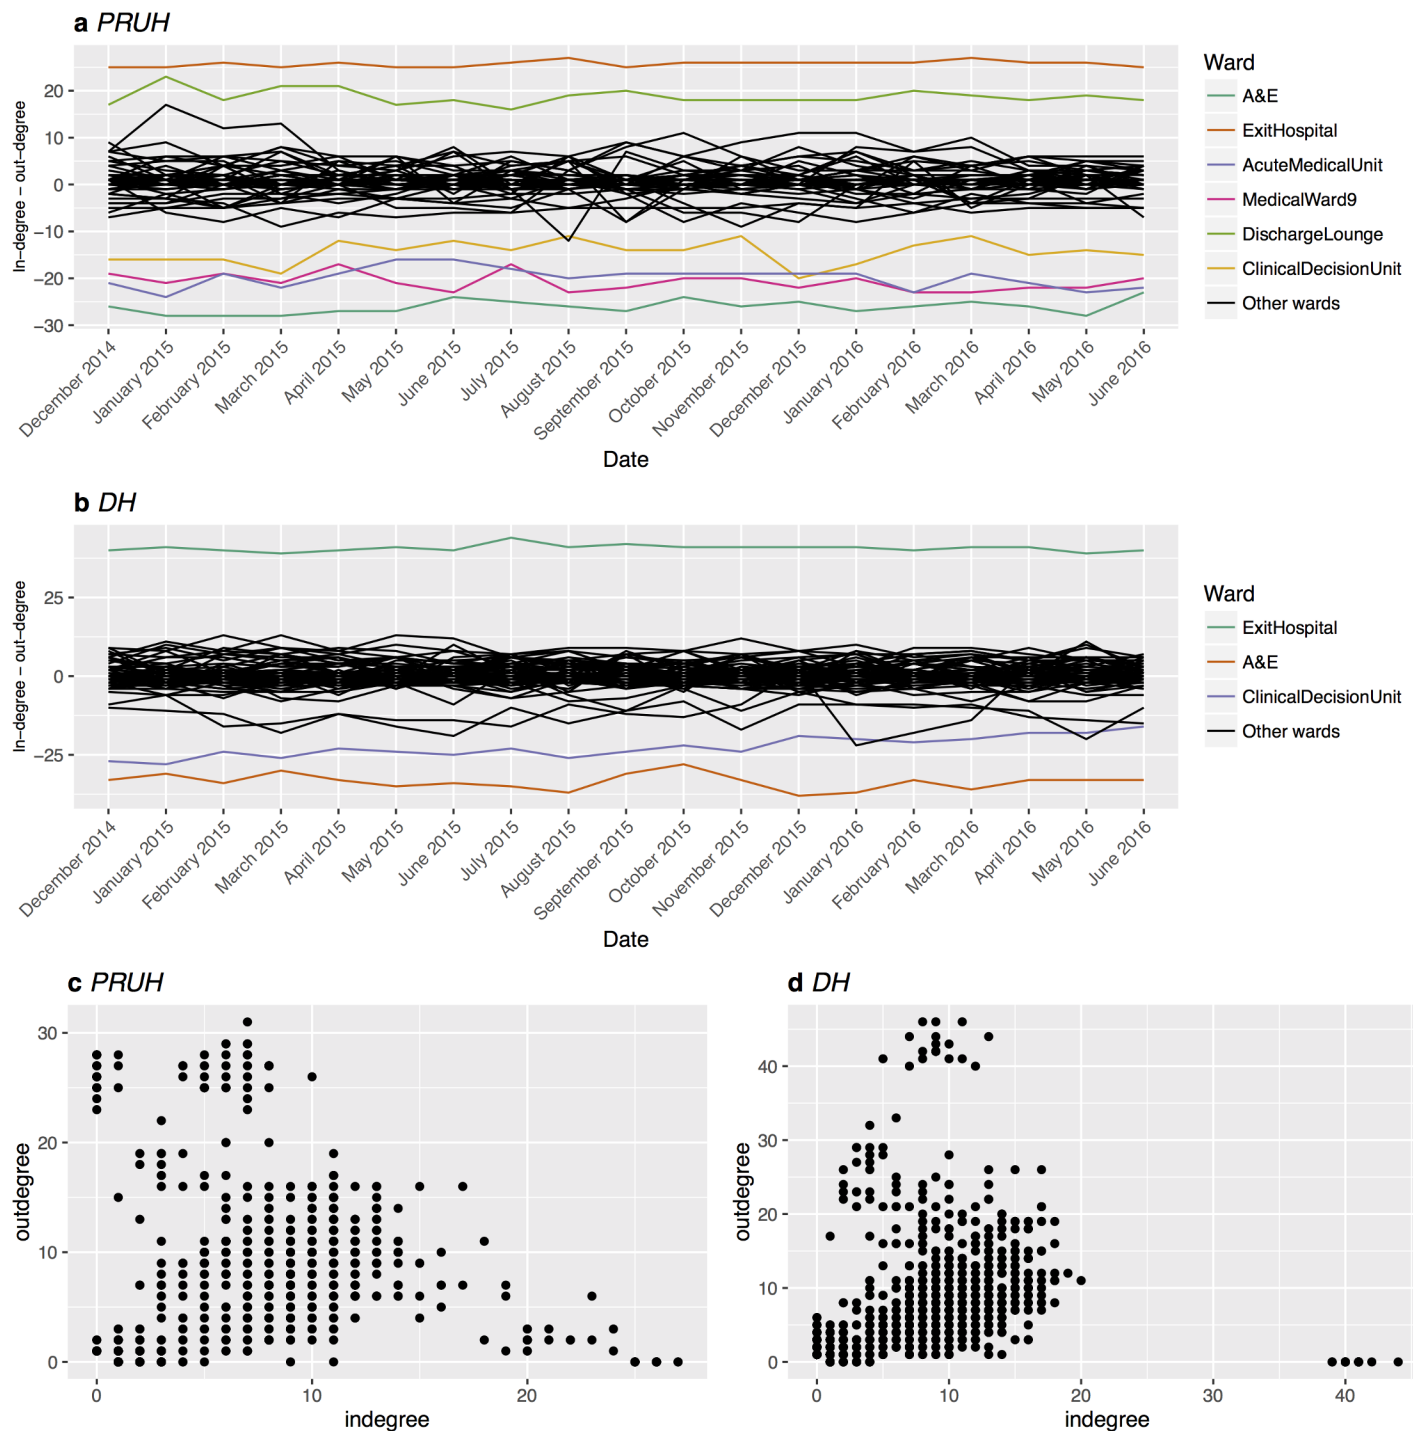 a PRUH
In−degree − out−degree
20
10
0
−10
−20
−30
December 2014
January 2015
February 2015
March 2015
April 2015
May 2015
June 2015
July 2015
August 2015
September 2015
October 2015
November 2015
December 2015
January 2016
February 2016
March 2016
April 2016
May 2016
June 2016
Date
Ward
A&E
ExitHospital
AcuteMedicalUnit
MedicalWard9
DischargeLounge
ClinicalDecisionUnit
Other wards
b DH
In−degree − out−degree
25
0
−25
December 2014
January 2015
February 2015
March 2015
April 2015
May 2015
June 2015
July 2015
August 2015
September 2015
October 2015
November 2015
December 2015
January 2016
February 2016
March 2016
April 2016
May 2016
June 2016
Date
Ward
ExitHospital
A&E
ClinicalDecisionUnit
Other wards
c PRUH
outdegree
30
20
10
0
0 10 20
indegree
d DH
outdegree
40
30
20
10
0
0 10 20 30 40
indegree